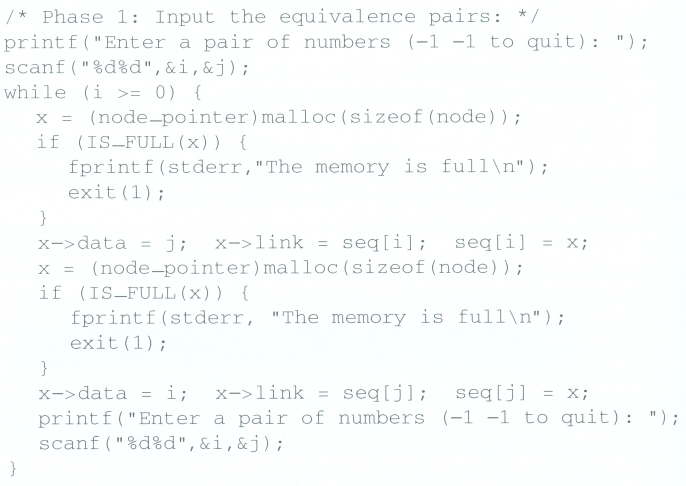 /* Phase 1: Input the equivalence pairs: */
printf("Enter a pair of numbers (-1 -1 to quit): ");
scanf("%d%d",&i,&j);
while (i >= 0) {
x = (node_pointer)malloc(sizeof(node));
if (IS_FULL(x)) {
fprintf(stderr,"The memory is full\n");
exit(1);
}
x->data = j; x->link = seq[i]; seq[i] = x;
x = (node_pointer)malloc(sizeof(node));
if (IS_FULL(x)) {
fprintf(stderr, "The memory is full\n");
exit(1);
}
x->data = i; x->link = seq[j]; seq[j] = x;
printf("Enter a pair of numbers (-1 -1 to quit): ");
scanf("%d%d",&i,&j);
}